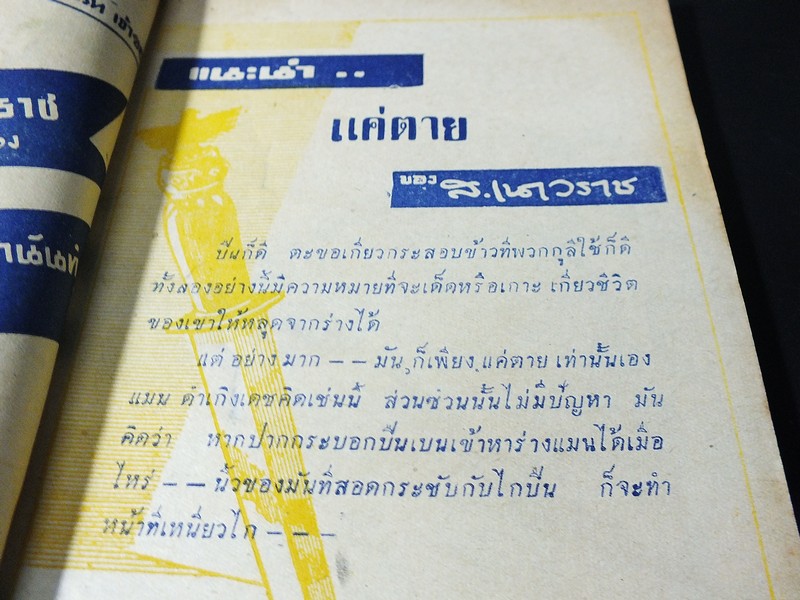 ราช
แนะนำ ..
แค่ตาย
ของ ส.เนาวราช
ปืนก็ดี ตะขอเกี่ยวกระสอบข้าวที่พวกกุลีใช้ก็ดี
ทั้งสองอย่างนี้มีความหมายที่จะเด็ดหรือเกาะ เกี่ยวชีวิต
ของเขาให้หลุดจากร่างได้
แต่ อย่าง มาก -- มัน ก็เพียง แค่ตาย เท่านั้นเอง
แมน ดำเกิงเดชคิดเช่นนี้ ส่วนซ่วนนั้นไม่มีปัญหา มัน
คิดว่า หากปากกระบอกปืนเบนเข้าหาร่างแมนได้เมื่อ
ไหร่ -- นิ้วของมันที่สอดกระชับกับไกปืน ก็จะทำ
หน้าที่เหนี่ยวไก ---